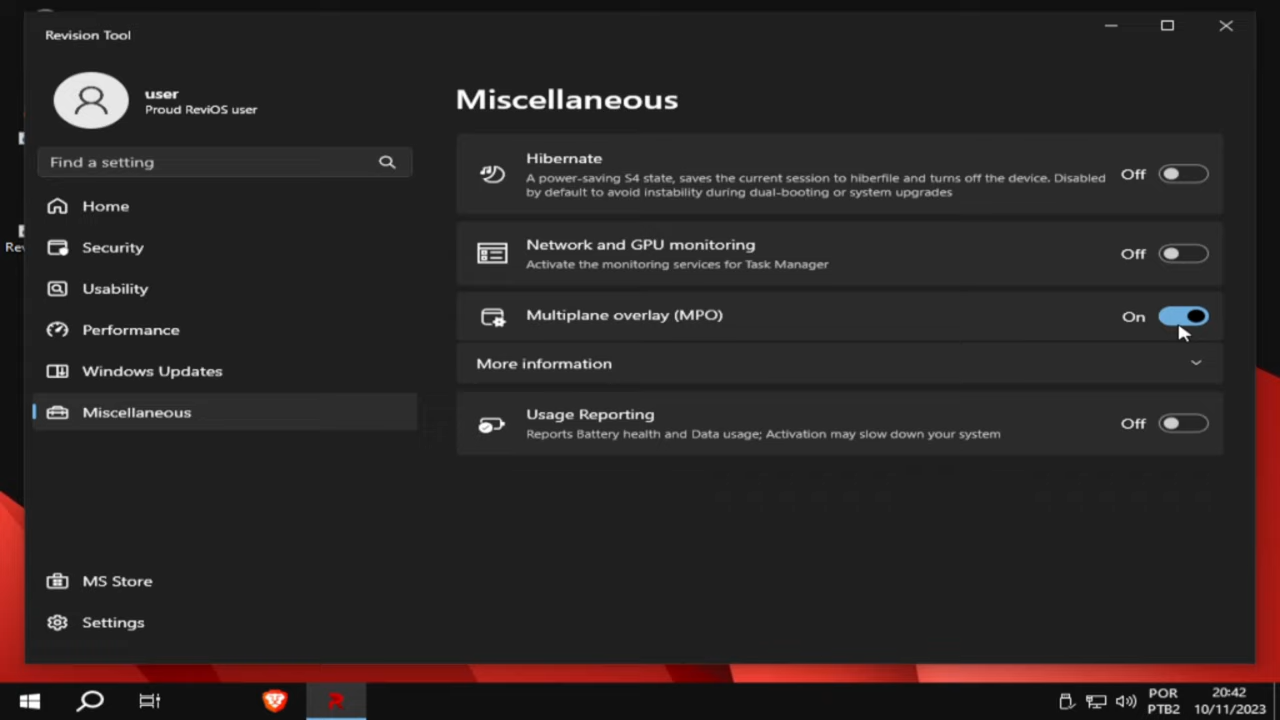 Revision Tool
user
Proud ReviOS user
Find a setting
Home
Security
Usability
Performance
Windows Updates
Miscellaneous
MS Store
Settings
Miscellaneous
Hibernate
A power-saving S4 state, saves the current session to hiberfile and turns off the device. Disabled
by default to avoid instability during dual-booting or system upgrades
Off
Network and GPU monitoring
Activate the monitoring services for Task Manager
Off
Multiplane overlay (MPO)
On
More information
Usage Reporting
Reports Battery health and Data usage; Activation may slow down your system
Off
POR
PTB2
20:42
10/11/2023